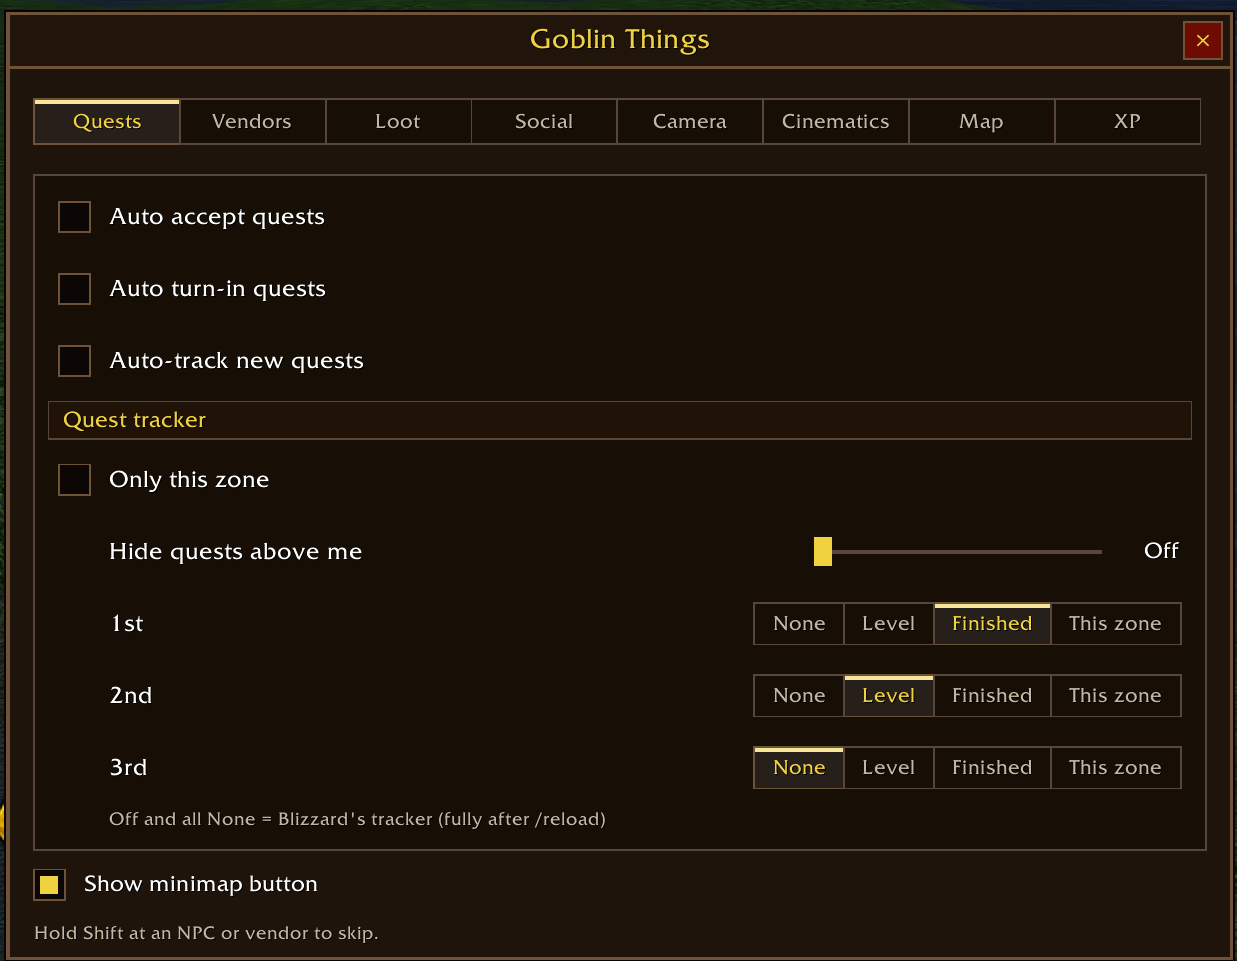 Goblin Things
×
Quests Vendors Loot Social Camera Cinematics Map XP
Auto accept quests
Auto turn-in quests
Auto-track new quests
Quest tracker
Only this zone
Hide quests above me Off
1st None Level Finished This zone
2nd None Level Finished This zone
3rd None Level Finished This zone
Off and all None = Blizzard's tracker (fully after /reload)
Show minimap button
Hold Shift at an NPC or vendor to skip.